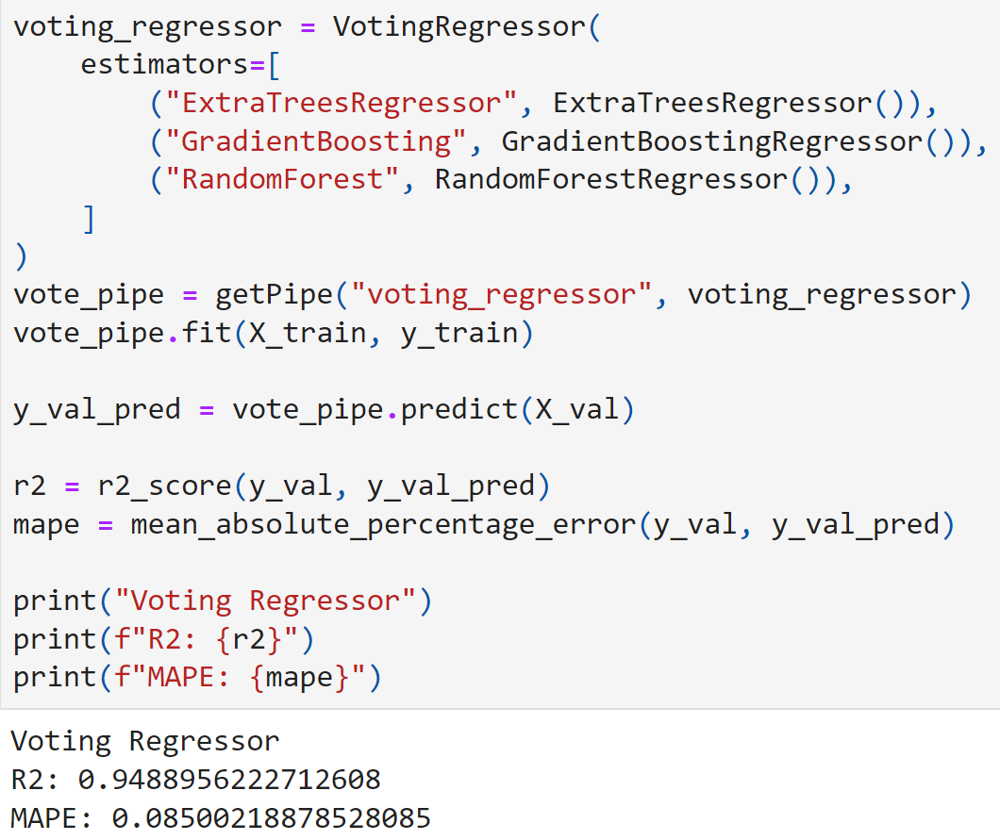 voting_regressor = VotingRegressor(
    estimators=[
        ("ExtraTreesRegressor", ExtraTreesRegressor()),
        ("GradientBoosting", GradientBoostingRegressor()),
        ("RandomForest", RandomForestRegressor()),
    ]
)
vote_pipe = getPipe("voting_regressor", voting_regressor)
vote_pipe.fit(X_train, y_train)

y_val_pred = vote_pipe.predict(X_val)

r2 = r2_score(y_val, y_val_pred)
mape = mean_absolute_percentage_error(y_val, y_val_pred)

print("Voting Regressor")
print(f"R2: {r2}")
print(f"MAPE: {mape}")
Voting Regressor
R2: 0.9488956222712608
MAPE: 0.08500218878528085